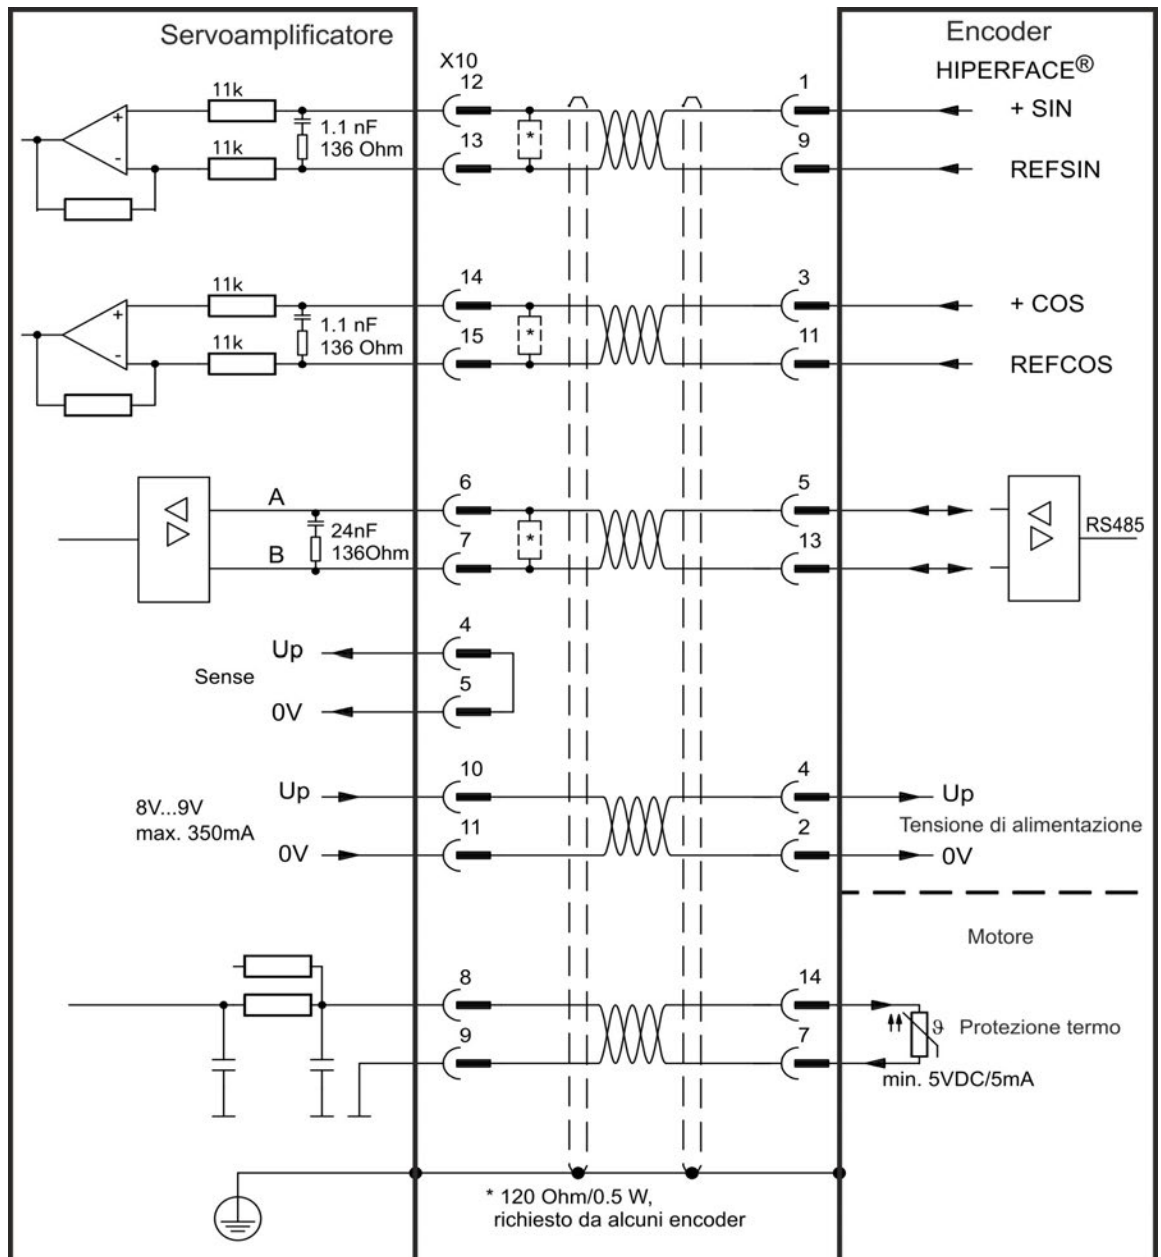 Servoamplificatore
Encoder
HIPERFACE®
X10
11k
12
1
+ SIN
+
1.1 nF
136 Ohm
*
11k
13
9
REFSIN
-
11k
14
3
+ COS
+
1.1 nF
136 Ohm
*
11k
15
11
REFCOS
-
A
6
5
24nF
136Ohm
*
RS485
B
7
13
Up
4
Sense
5
0V
Up
10
4
Up
8V...9V
max. 350mA
Tensione di alimentazione
0V
11
2
0V
Motore
8
14
ϑ
Protezione termo
9
7
min. 5VDC/5mA
* 120 Ohm/0.5 W,
richiesto da alcuni encoder